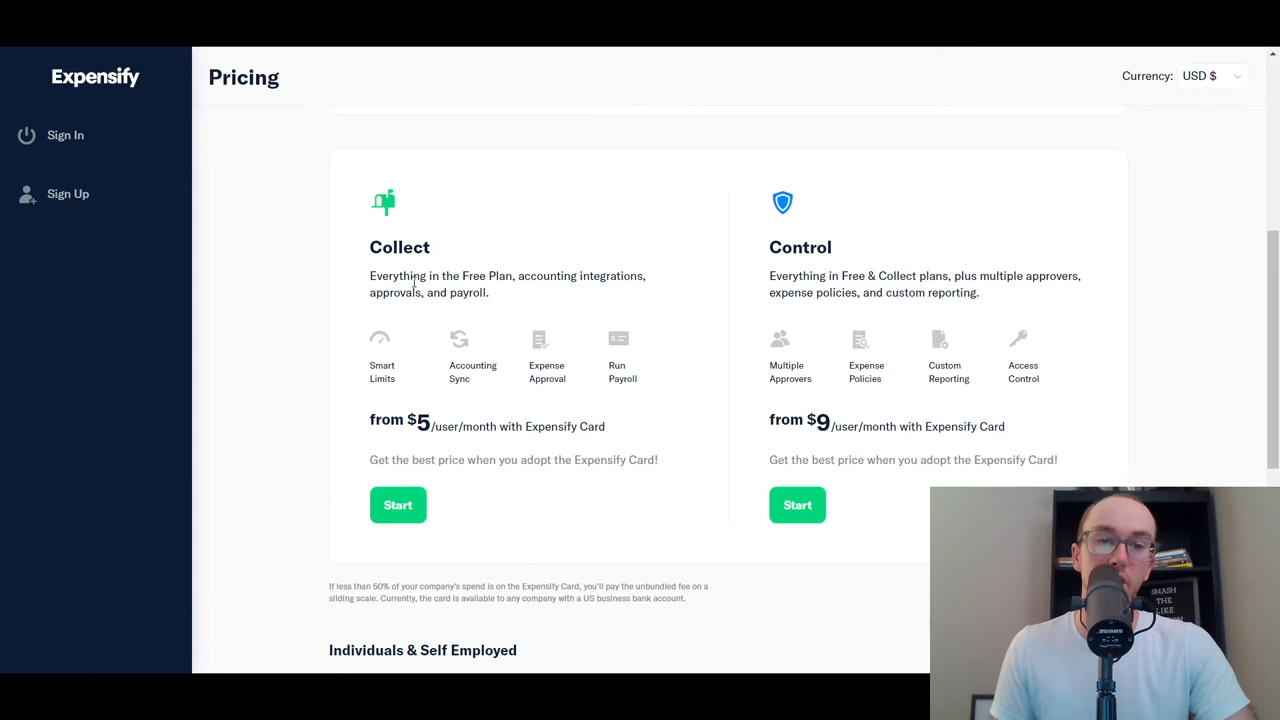 Expensify
Pricing
Currency: USD $
Sign In
Sign Up
Collect
Everything in the Free Plan, accounting integrations,
approvals, and payroll.
Smart
Limits
Accounting
Sync
Expense
Approval
Run
Payroll
from $5/user/month with Expensify Card
Get the best price when you adopt the Expensify Card!
Start
Control
Everything in Free & Collect plans, plus multiple approvers,
expense policies, and custom reporting.
Multiple
Approvers
Expense
Policies
Custom
Reporting
Access
Control
from $9/user/month with Expensify Card
Get the best price when you adopt the Expensify Card!
Start
If less than 50% of your company's spend is on the Expensify Card, you'll pay the unbundled fee on a
sliding scale. Currently, the card is available to any company with a US business bank account.
Individuals & Self Employed
SMASH
THE
LIKE